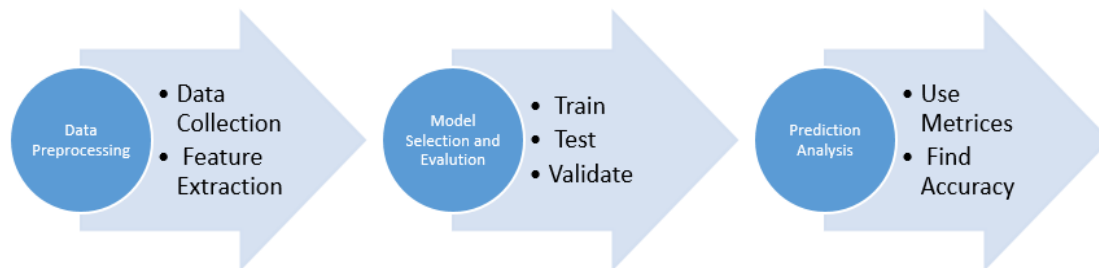 Data
Preprocessing
• Data
Collection
• Feature
Extraction
Model
Selection and
Evalution
• Train
• Test
• Validate
Prediction
Analysis
• Use
Metrices
• Find
Accuracy